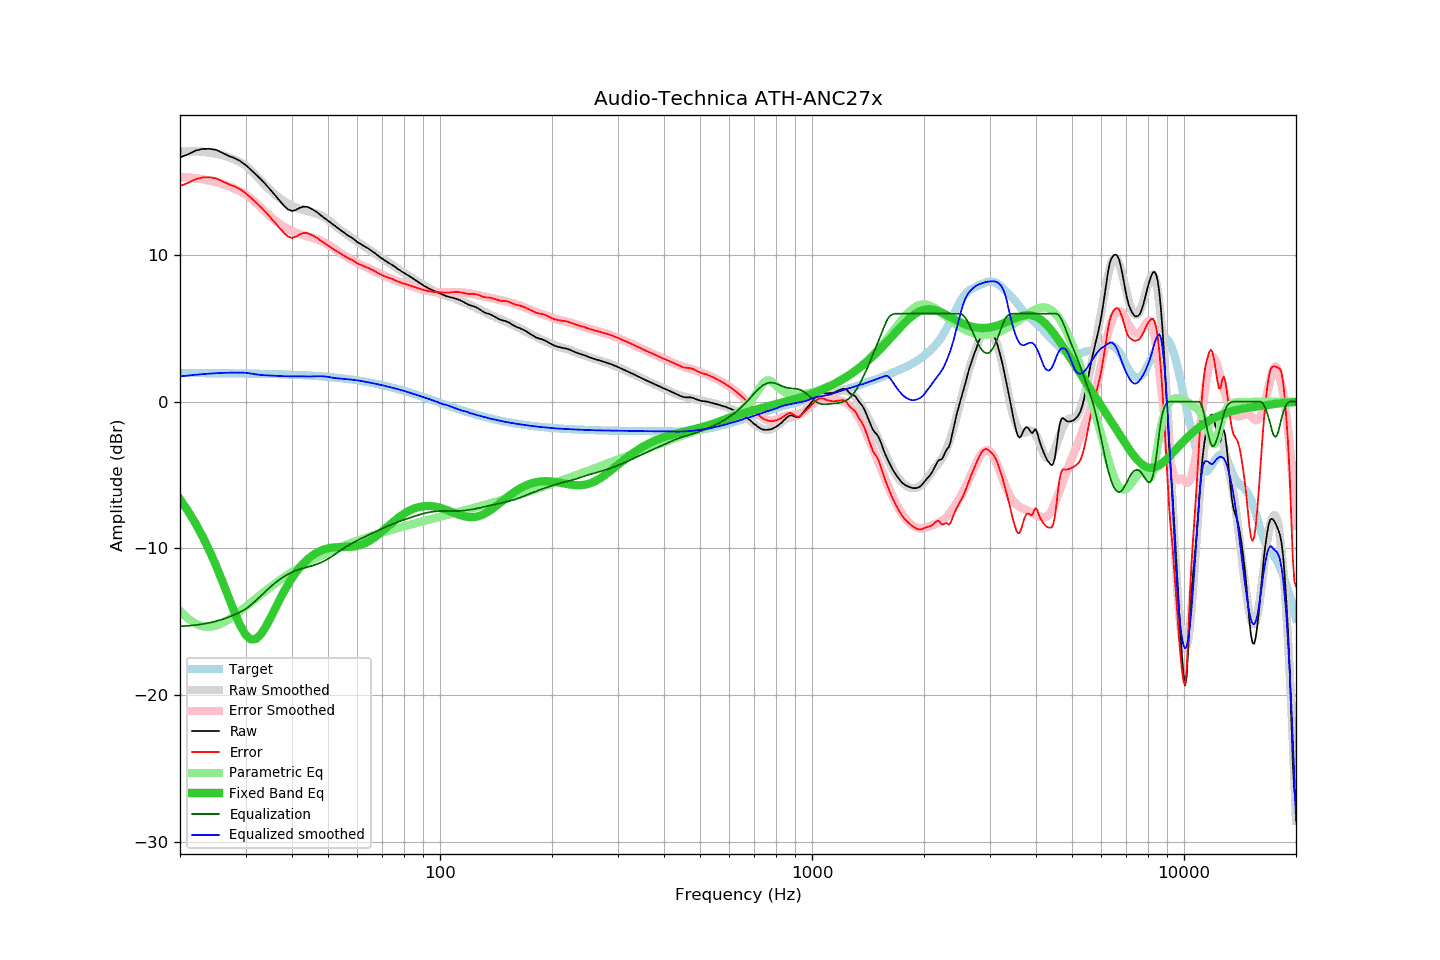 Audio-Technica ATH-ANC27x
Amplitude (dBr)
10
0
−10
−20
−30
Target
Raw Smoothed
Error Smoothed
Raw
Error
Parametric Eq
Fixed Band Eq
Equalization
Equalized smoothed
100
1000
10000
Frequency (Hz)